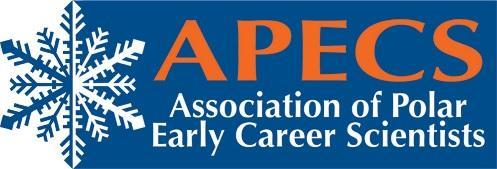 APECS
Association of Polar
Early Career Scientists